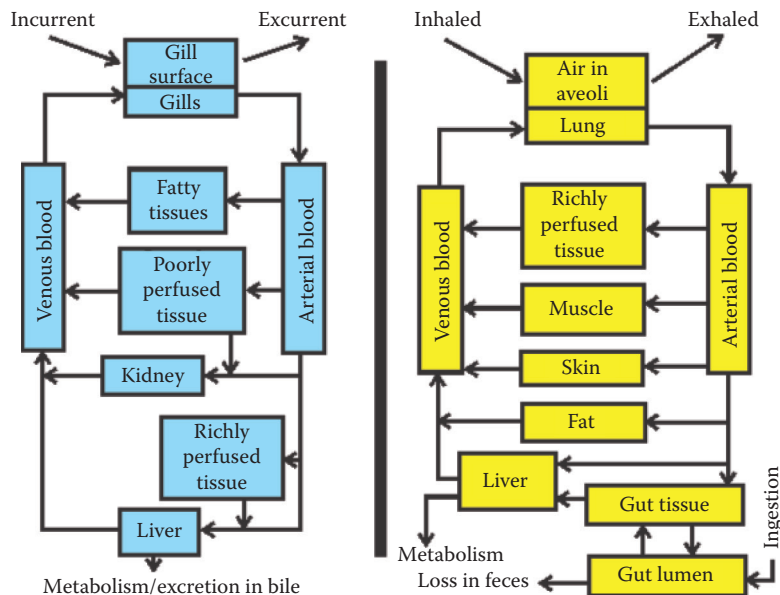 Incurrent
Excurrent
Gill
surface
Gills
Venous blood
Fatty
tissues
Arterial blood
Poorly
perfused
tissue
Kidney
Richly
perfused
tissue
Liver
Metabolism/excretion in bile
Inhaled
Exhaled
Air in
aveoli
Lung
Venous blood
Richly
perfused
tissue
Arterial blood
Muscle
Skin
Fat
Liver
Gut tissue
Ingestion
Metabolism
Loss in feces
Gut lumen